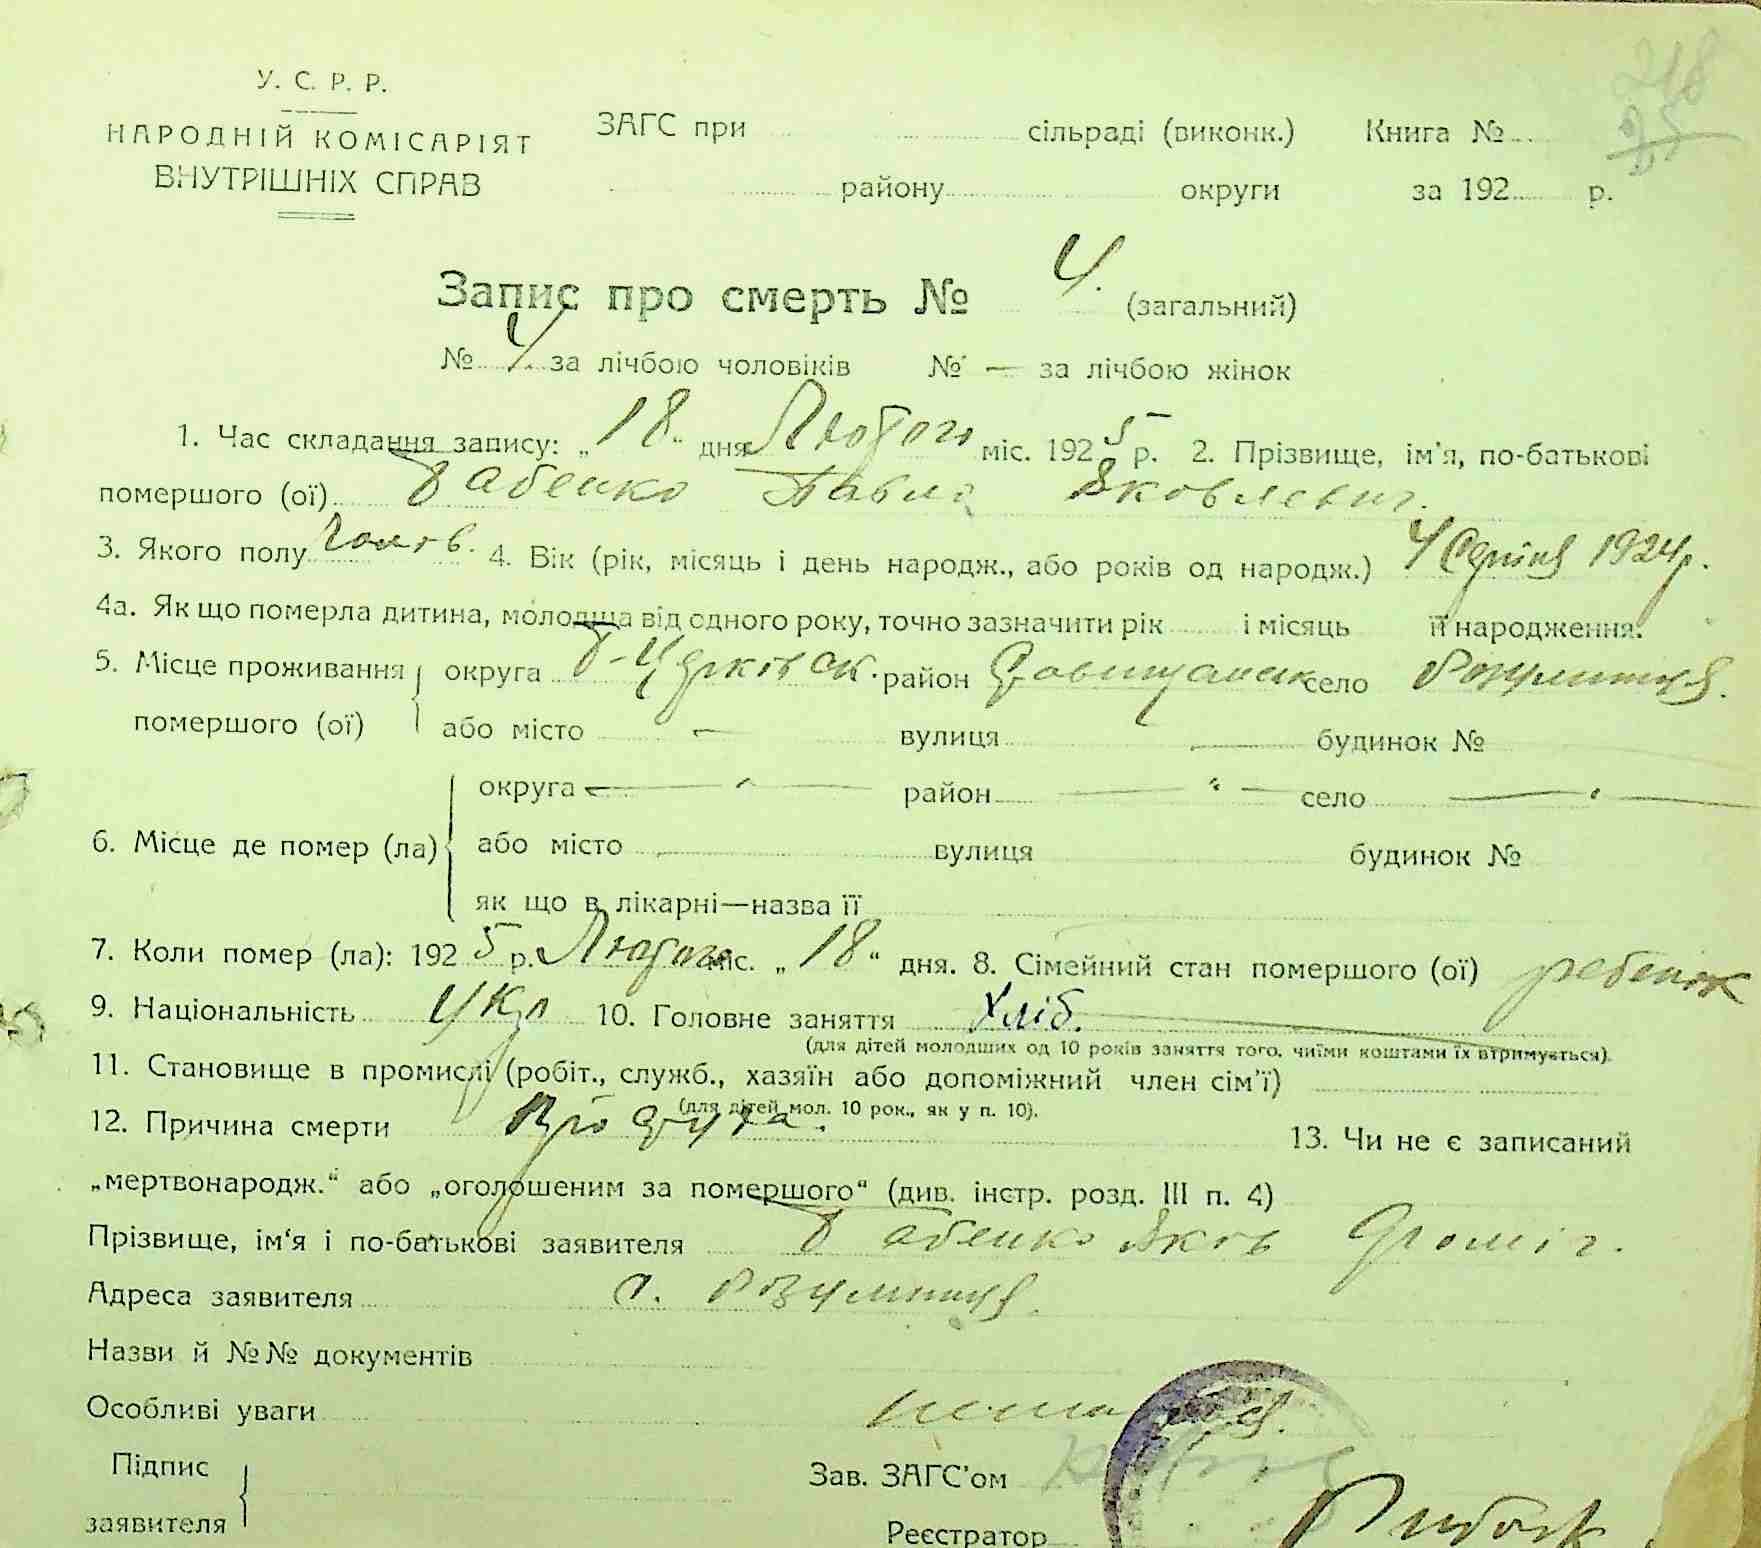 У. С. Р. Р.
НАРОДНІЙ КОМІСАРІЯТ
ВНУТРІШНІХ СПРАВ
ЗАГС при сільраді (виконк.) Книга №
району округи за 192 р.
218
95
Запис про смерть № 4. (загальний)
№ 4. за лічбою чоловіків № — за лічбою жінок
1. Час складання запису: „18“ дня Лютого міс. 1925 р. 2. Прізвище, ім'я, по-батькові
помершого (ої) Бабенко Павло Яковлевич.
3. Якого полу Чолов. 4. Вік (рік, місяць і день народж., або років од народж.) 4 Серпня 1924 р.
4а. Як що померла дитина, молодща від одного року, точно зазначити рік і місяць її народження.
5. Місце проживання округа Б-Церківск. район село Розумниця.
помершого (ої) або місто — вулиця — будинок №
округа — " — район — " — село — " —
6. Місце де помер (ла) або місто вулиця будинок №
як що в лікарні—назва її
7. Коли помер (ла): 1925 р. Лютого міс. „18“ дня. 8. Сімейний стан помершого (ої) ребенок
9. Національність укр 10. Головне заняття хліб.
(для дітей молодших од 10 років заняття того, чиїми коштами їх втримується).
11. Становище в промислі (робіт., служб., хазяїн або допоміжний член сім'ї)
(для дітей мол. 10 рок., як у п. 10).
12. Причина смерти Простуда. 13. Чи не є записаний
„мертвонародж.“ або „оголошеним за помершого“ (див. інстр. розд. III п. 4)
Прізвище, ім'я і по-батькові заявителя Бабенко Яків
Адреса заявителя с. Розумниця.
Назви й №№ документів
Особливі уваги
Підпис
заявителя
Зав. ЗАГС'ом
Реєстратор